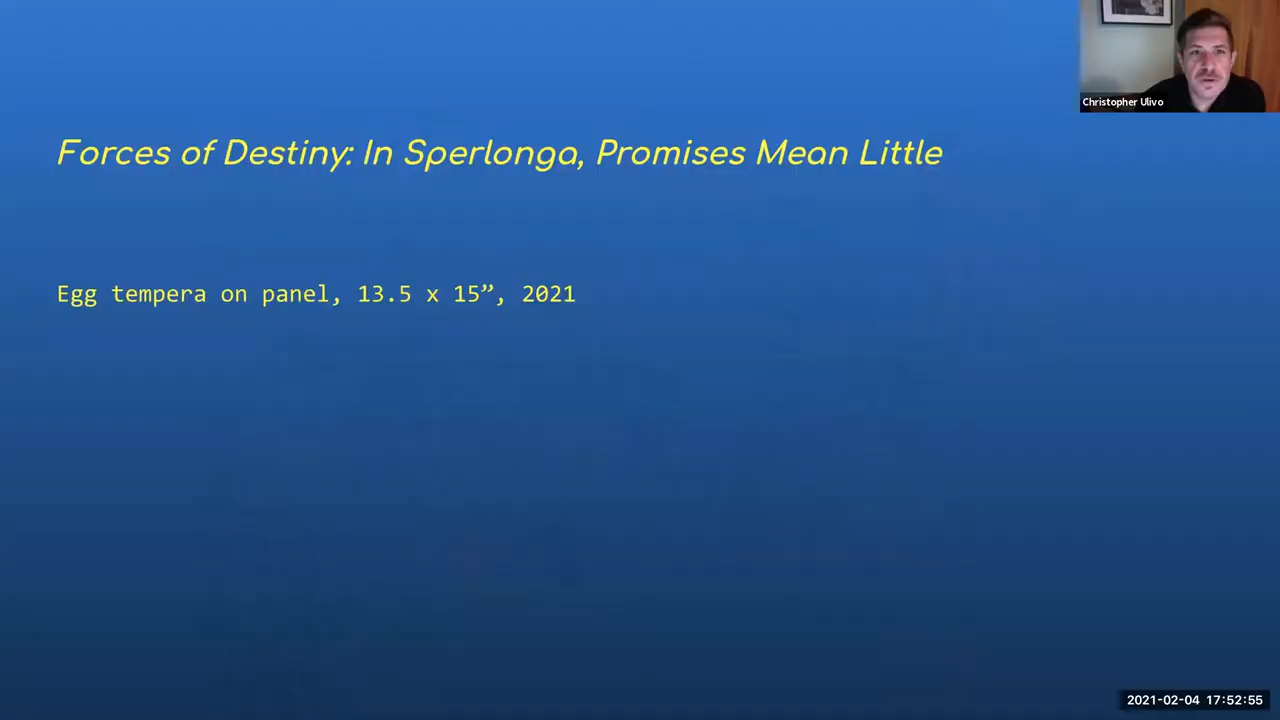 Christopher Ulivo
Forces of Destiny: In Sperlonga, Promises Mean Little
Egg tempera on panel, 13.5 x 15”, 2021
2021-02-04 17:52:55